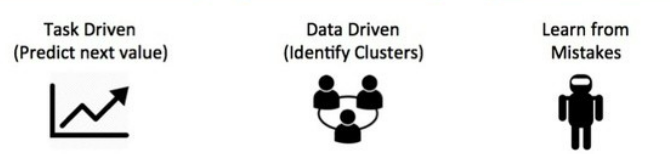 Task Driven
(Predict next value)
Data Driven
(Identify Clusters)
Learn from
Mistakes